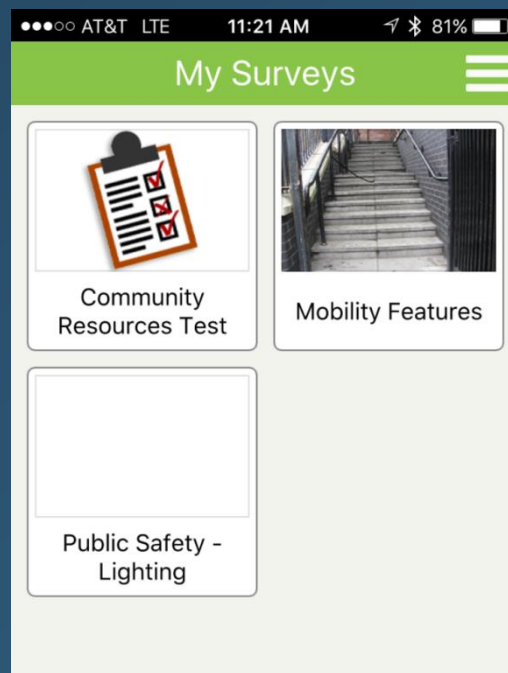 AT&T LTE 11:21 AM 81%
My Surveys
Community
Resources Test
Mobility Features
Public Safety -
Lighting